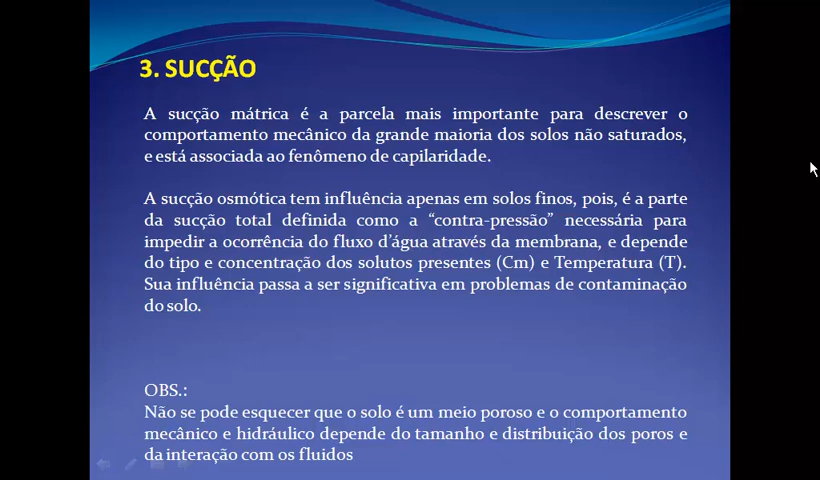 3. SUCÇÃO
A sucção mátrica é a parcela mais importante para descrever o
comportamento mecânico da grande maioria dos solos não saturados,
e está associada ao fenômeno de capilaridade.
A sucção osmótica tem influência apenas em solos finos, pois, é a parte
da sucção total definida como a “contra-pressão” necessária para
impedir a ocorrência do fluxo d’água através da membrana, e depende
do tipo e concentração dos solutos presentes (Cm) e Temperatura (T).
Sua influência passa a ser significativa em problemas de contaminação
do solo.
OBS.:
Não se pode esquecer que o solo é um meio poroso e o comportamento
mecânico e hidráulico depende do tamanho e distribuição dos poros e
da interação com os fluidos